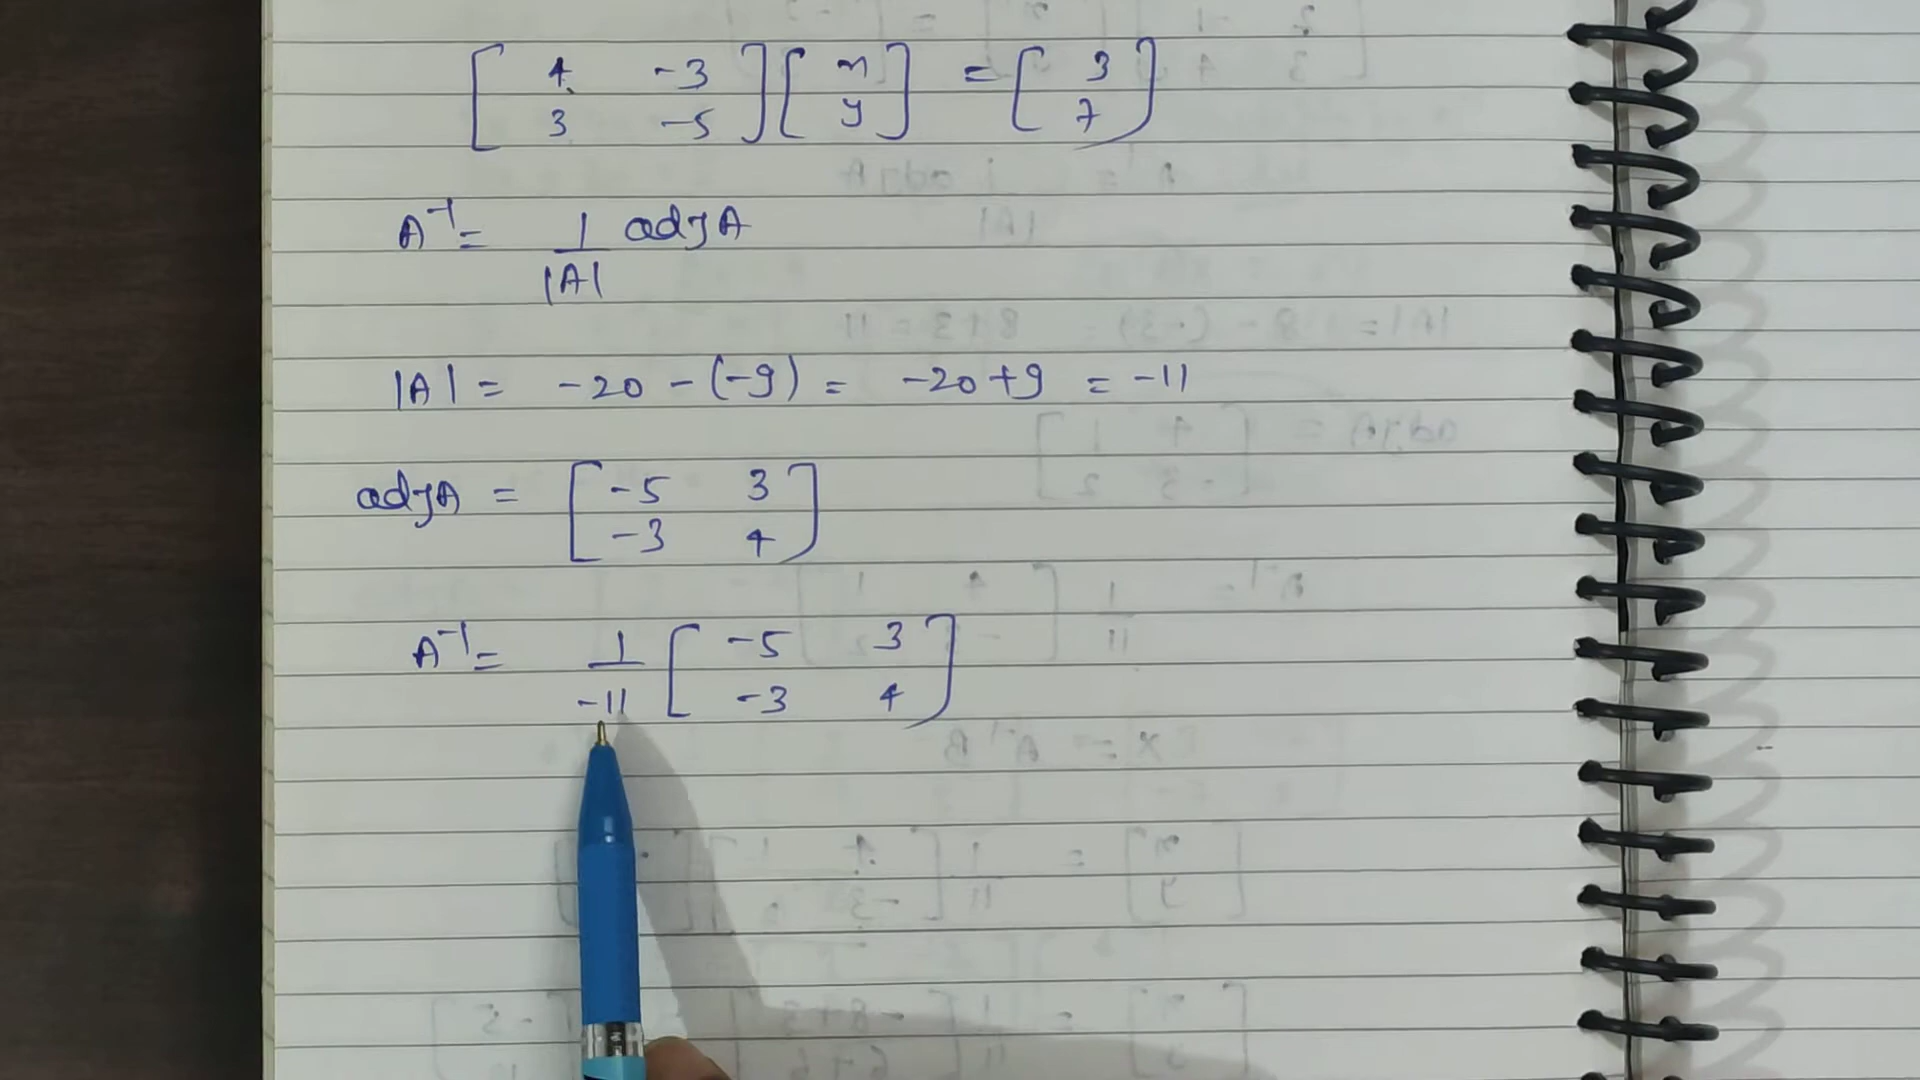 [ 4 -3 ] [ x ] = [ 3 ]
[ 3 -5 ] [ y ] [ 7 ]
A⁻¹ = 1 adjA
|A|
|A| = -20 - (-9) = -20+9 = -11
adjA = [ -5 3 ]
[ -3 4 ]
A⁻¹ = 1 [ -5 3 ]
-11 [ -3 4 ]